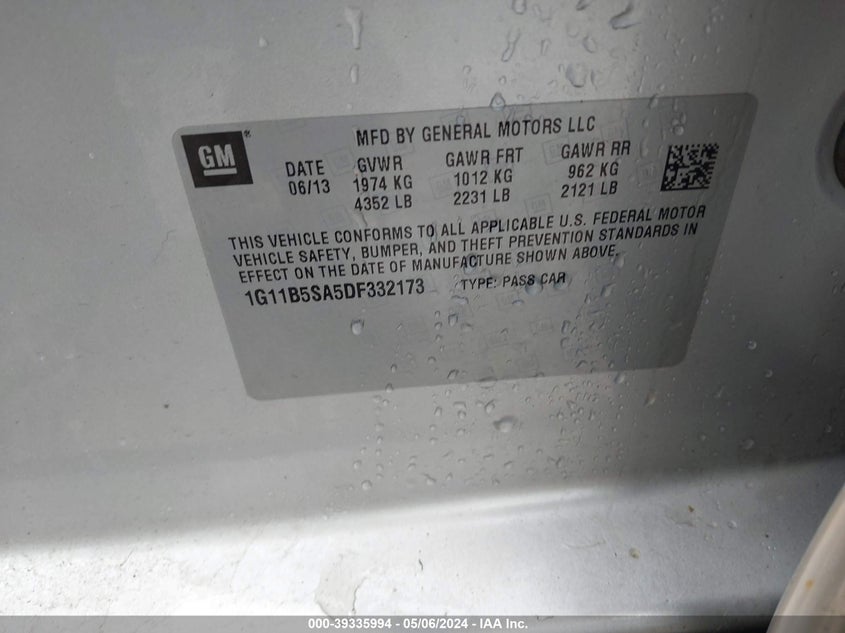 GM®
MFD BY GENERAL MOTORS LLC
DATE GVWR GAWR FRT GAWR RR
06/13 1974 KG 1012 KG 962 KG
4352 LB 2231 LB 2121 LB
THIS VEHICLE CONFORMS TO ALL APPLICABLE U.S. FEDERAL MOTOR
VEHICLE SAFETY, BUMPER, AND THEFT PREVENTION STANDARDS IN
EFFECT ON THE DATE OF MANUFACTURE SHOWN ABOVE.
1G11B5SA5DF332173 TYPE: PASS CAR
000-39335994 - 05/06/2024 - IAA Inc.